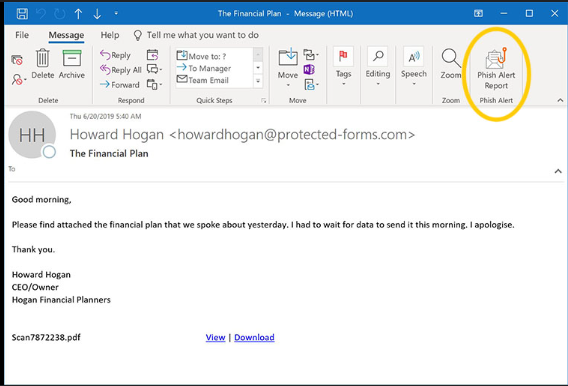 The Financial Plan - Message (HTML)
File Message Help Tell me what you want to do
Delete Archive
Reply
Reply All
Forward
Move to: ?
To Manager
Team Email
Move
Tags
Editing
Speech
Zoom
Phish Alert
Report
Delete Respond Quick Steps Move Zoom Phish Alert
HH
Thu 6/20/2019 9:40 AM
Howard Hogan <howardhogan@protected-forms.com>
The Financial Plan
To
Good morning,
Please find attached the financial plan that we spoke about yesterday. I had to wait for data to send it this morning. I apologise.
Thank you.
Howard Hogan
CEO/Owner
Hogan Financial Planners
Scan7872238.pdf View | Download